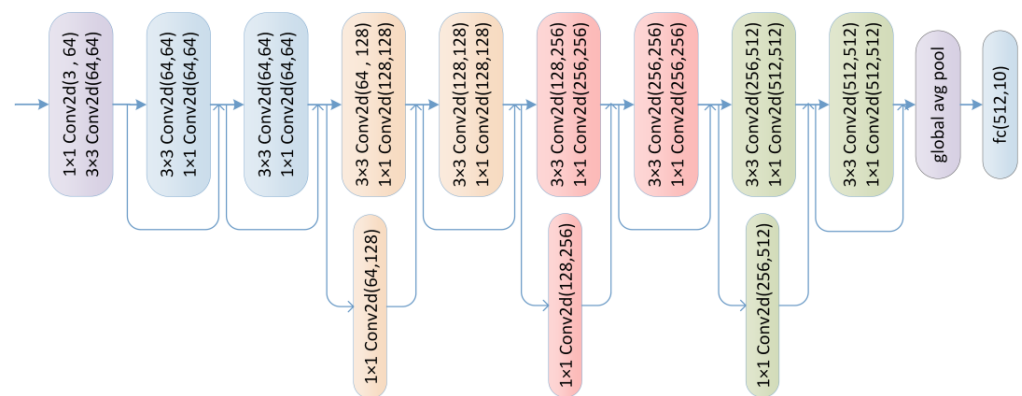 1×1 Conv2d(3 , 64)
3×3 Conv2d(64,64)
3×3 Conv2d(64,64)
1×1 Conv2d(64,64)
3×3 Conv2d(64,64)
1×1 Conv2d(64,64)
3×3 Conv2d(64 , 128)
1×1 Conv2d(128,128)
1×1 Conv2d(64,128)
3×3 Conv2d(128,128)
1×1 Conv2d(128,128)
3×3 Conv2d(128,256)
1×1 Conv2d(256,256)
1×1 Conv2d(128,256)
3×3 Conv2d(256,256)
1×1 Conv2d(256,256)
3×3 Conv2d(256,512)
1×1 Conv2d(512,512)
1×1 Conv2d(256,512)
3×3 Conv2d(512,512)
1×1 Conv2d(512,512)
global avg pool
fc(512,10)